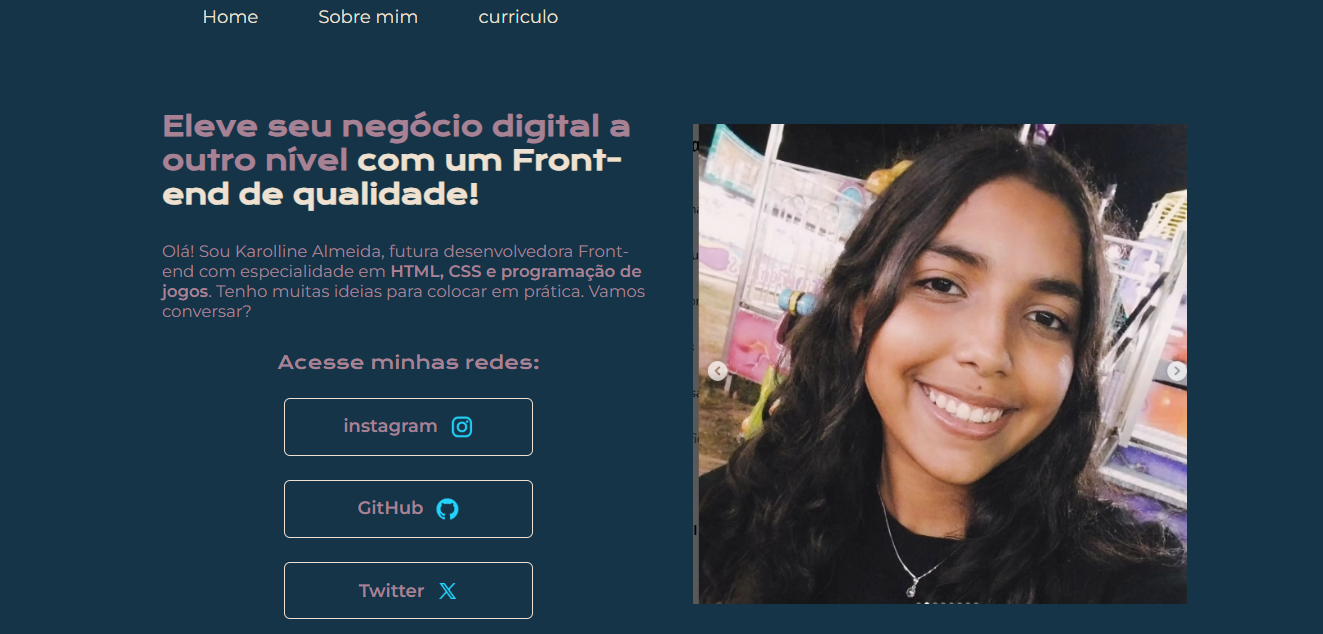 Home Sobre mim curriculo
Eleve seu negócio digital a
outro nível com um Front-
end de qualidade!
Olá! Sou Karolline Almeida, futura desenvolvedora Front-
end com especialidade em HTML, CSS e programação de
jogos. Tenho muitas ideias para colocar em prática. Vamos
conversar?
Acesse minhas redes:
instagram
GitHub
Twitter